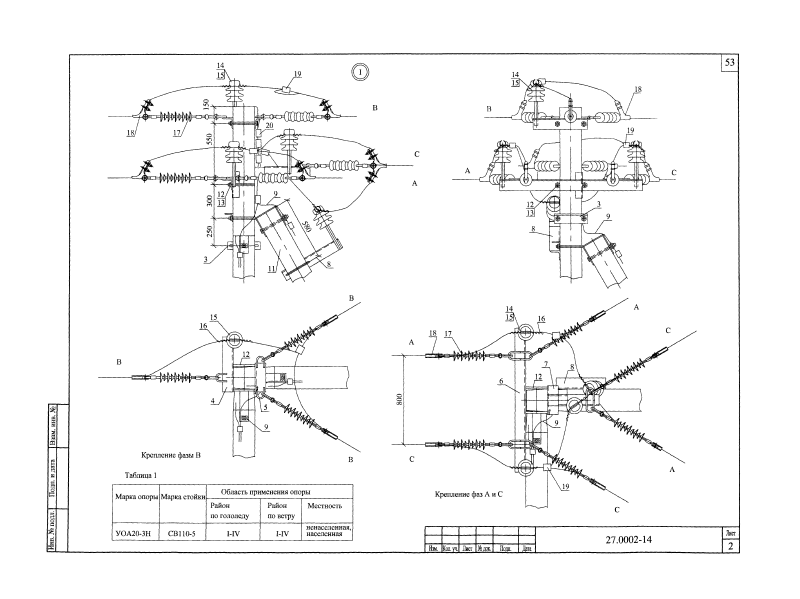 53
I
14
15
19
150
B
18
17
20
550
C
A
12
13
9
300
580
250
3
11
8
14
15
18
B
19
A
C
12
13
3
8
9
B
15
16
B
12
4
5
9
B
Крепление фазы В
14
15
16
A
A
18
17
C
7
8
12
6
800
9
C
A
19
C
Крепление фаз А и С
Таблица 1
Марка опоры Марка стойки Область применения опоры
Район по гололеду Район по ветру Местность
УОА20-3Н СВ110-5 I-IV I-IV ненаселенная, населенная
Взам. инв. №
Подп. и дата
Инв. № подл.
Изм. Кол. уч. Лист № док. Подп. Дата
27.0002-14
Лист
2